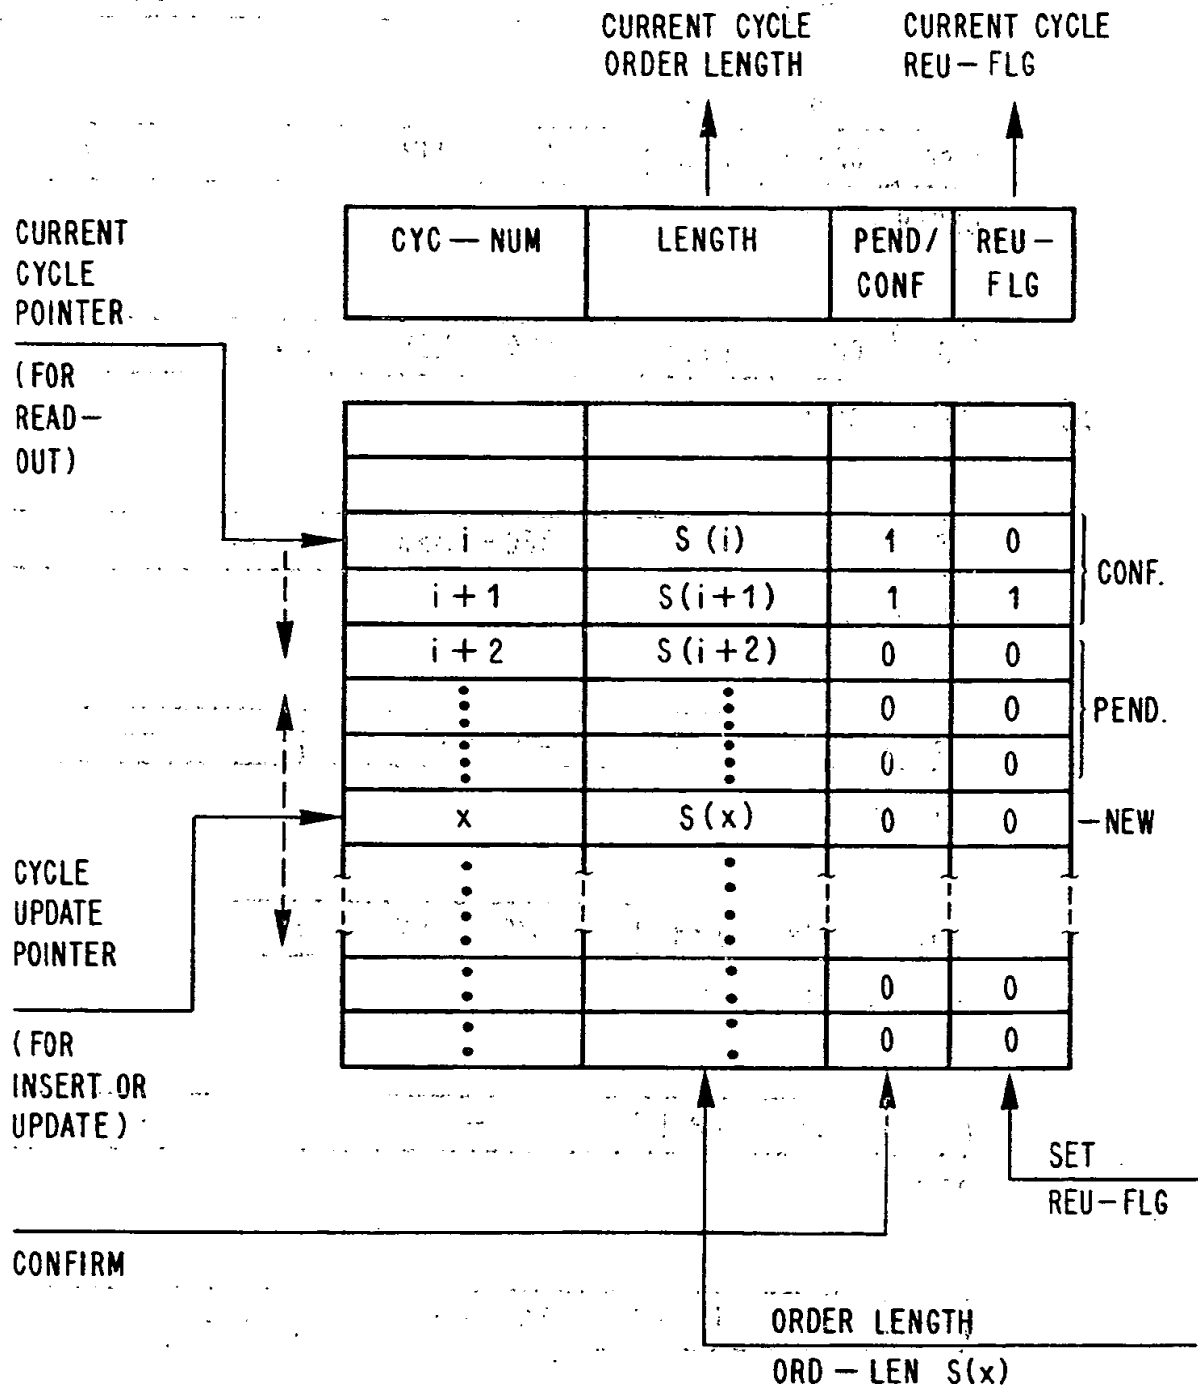 CURRENT CYCLE
ORDER LENGTH
CURRENT CYCLE
REU-FLG
CURRENT
CYCLE
POINTER
(FOR
READ-
OUT)
CYC-NUM LENGTH PEND/ REU-
CONF FLG
i S(i) 1 0
i+1 S(i+1) 1 1
CONF.
i+2 S(i+2) 0 0
0 0
PEND.
0 0
x S(x) 0 0 -NEW
CYCLE
UPDATE
POINTER
(FOR
INSERT OR
UPDATE)
0 0
0 0
SET
REU-FLG
CONFIRM
ORDER LENGTH
ORD-LEN S(x)